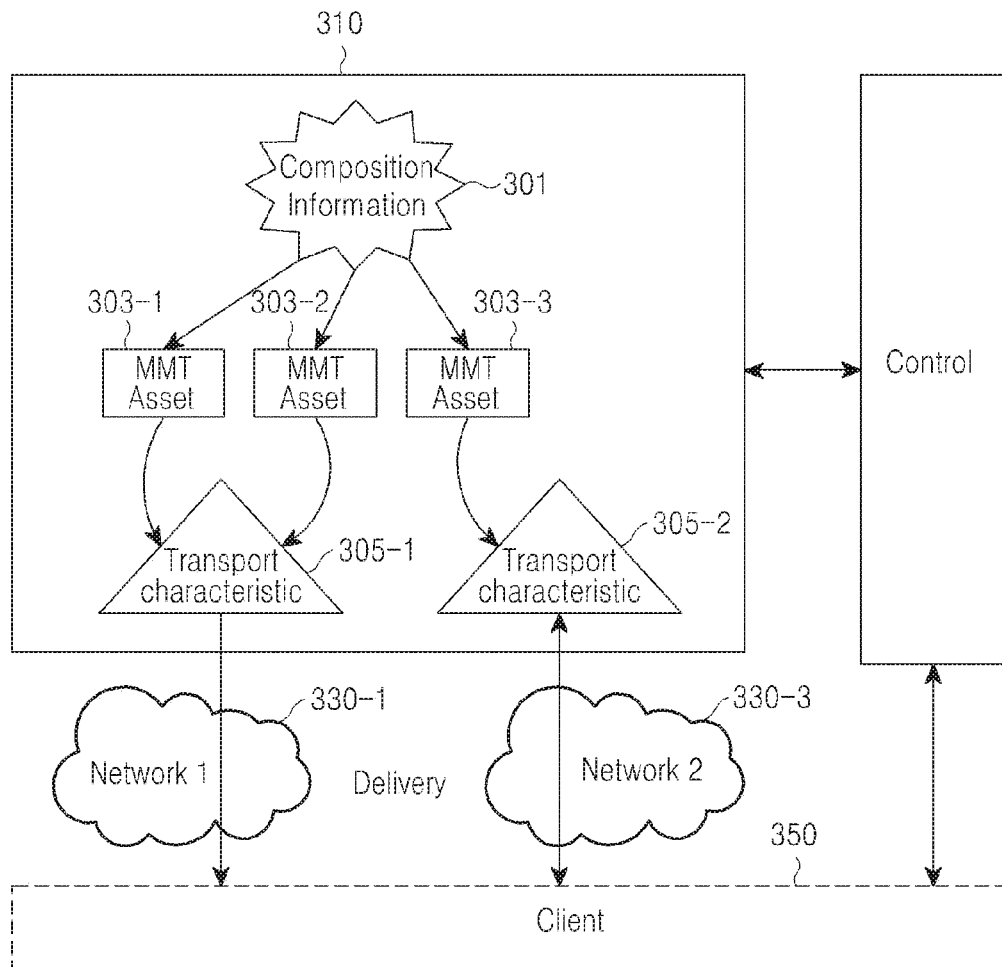 310
Composition
Information
301
303-1
303-2
303-3
MMT
Asset
MMT
Asset
MMT
Asset
Control
305-1
305-2
Transport
characteristic
Transport
characteristic
330-1
330-3
Network 1
Delivery
Network 2
350
Client